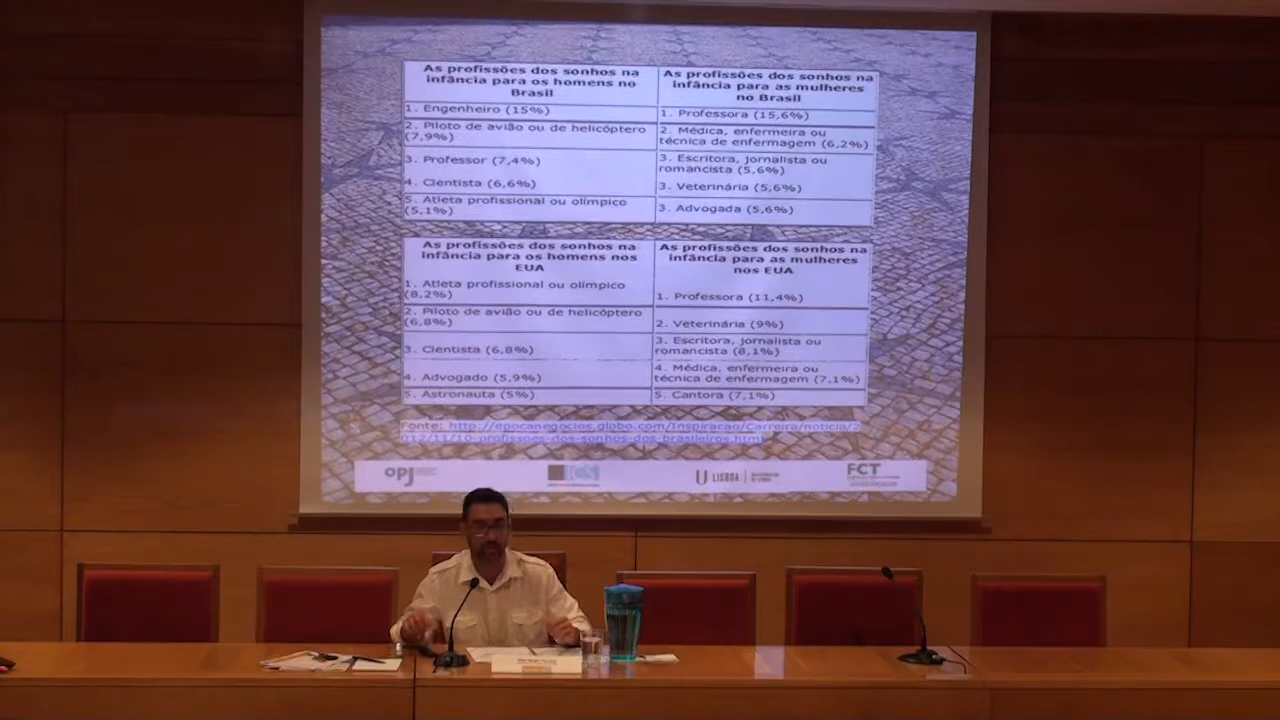 As profissões dos sonhos na
infância para os homens no
Brasil
As profissões dos sonhos na
infância para as mulheres
no Brasil
1. Engenheiro (15%)
1. Professora (15,6%)
2. Piloto de avião ou de helicóptero
(7,9%)
2. Médica, enfermeira ou
técnica de enfermagem (6,2%)
3. Professor (7,4%)
3. Escritora, jornalista ou
romancista (5,6%)
4. Cientista (6,6%)
3. Veterinária (5,6%)
5. Atleta profissional ou olímpico
(5,1%)
3. Advogada (5,6%)
As profissões dos sonhos na
infância para os homens nos
EUA
As profissões dos sonhos na
infância para as mulheres
nos EUA
1. Atleta profissional ou olímpico
(8,2%)
1. Professora (11,4%)
2. Piloto de avião ou de helicóptero
(6,8%)
2. Veterinária (9%)
3. Cientista (6,8%)
3. Escritora, jornalista ou
romancista (8,1%)
4. Advogado (5,9%)
4. Médica, enfermeira ou
técnica de enfermagem (7,1%)
5. Astronauta (5%)
5. Cantora (7,1%)
Fonte: http://epocanegocios.globo.com/Inspiracao/Carreira/noticia/2
012/11/10-profissoes-dos-sonhos-dos-brasileiros.html
OPJ
ICS
U LISBOA
FCT